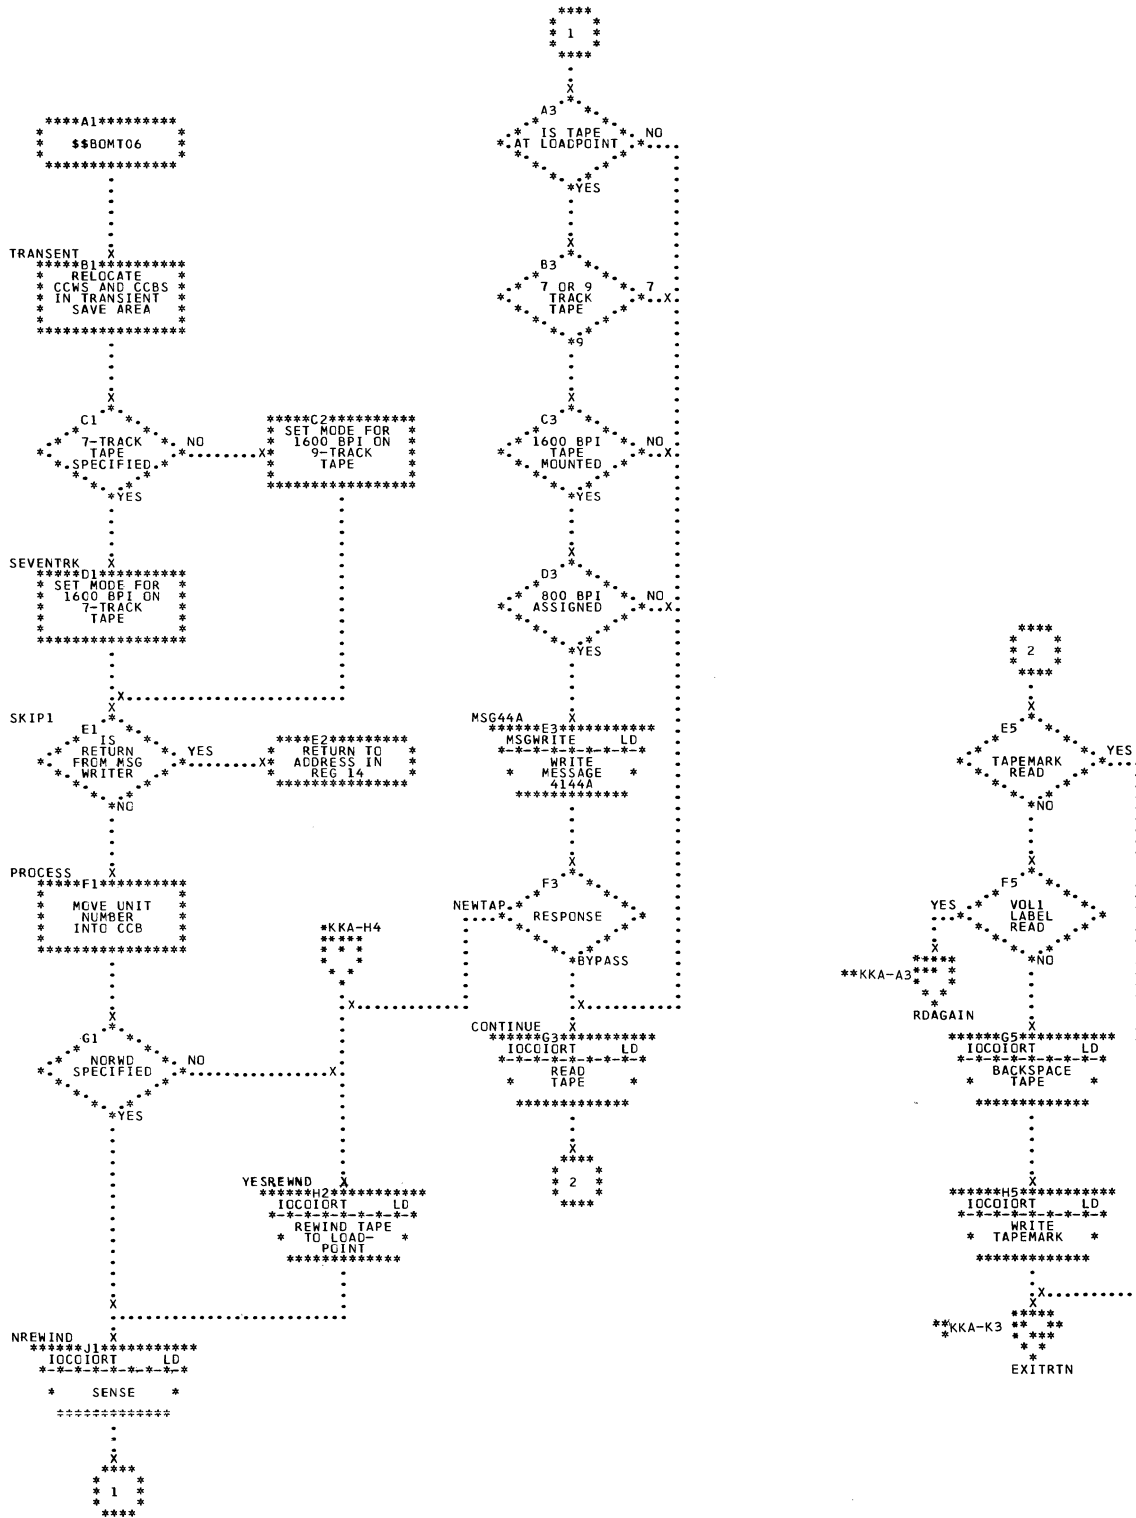 A1
$$BOMT06
TRANSENT
B1
RELOCATE
CCWS AND CCBS
IN TRANSIENT
SAVE AREA
C1
7-TRACK
TAPE
SPECIFIED
NO
YES
C2
SET MODE FOR
1600 BPI ON
9-TRACK
TAPE
SEVENTRK
D1
SET MODE FOR
1600 BPI ON
7-TRACK
TAPE
SKIP1
E1
IS
RETURN
FROM MSG
WRITER
YES
NO
E2
RETURN TO
ADDRESS IN
REG 14
PROCESS
F1
MOVE UNIT
NUMBER
INTO CCB
*KKA-H4
G1
NORWD
SPECIFIED
NO
YES
YESREWND
H2
IOCOIORT LD
REWIND TAPE
TO LOAD-
POINT
NREWIND
J1
IOCOIORT LD
SENSE
1
1
A3
IS TAPE
AT LOADPOINT
NO
YES
B3
7 OR 9
TRACK
TAPE
7
9
C3
1600 BPI
TAPE
MOUNTED
NO
YES
D3
800 BPI
ASSIGNED
NO
YES
MSG44A
E3
MSGWRITE LD
WRITE
MESSAGE
4144A
F3
NEWTAP
RESPONSE
BYPASS
CONTINUE
G3
IOCOIORT LD
READ
TAPE
2
2
E5
TAPEMARK
READ
YES
NO
F5
YES
VOL1
LABEL
READ
NO
**KKA-A3
RDAGAIN
G5
IOCOIORT LD
BACKSPACE
TAPE
H5
IOCOIORT LD
WRITE
TAPEMARK
**KKA-K3
EXITRTN